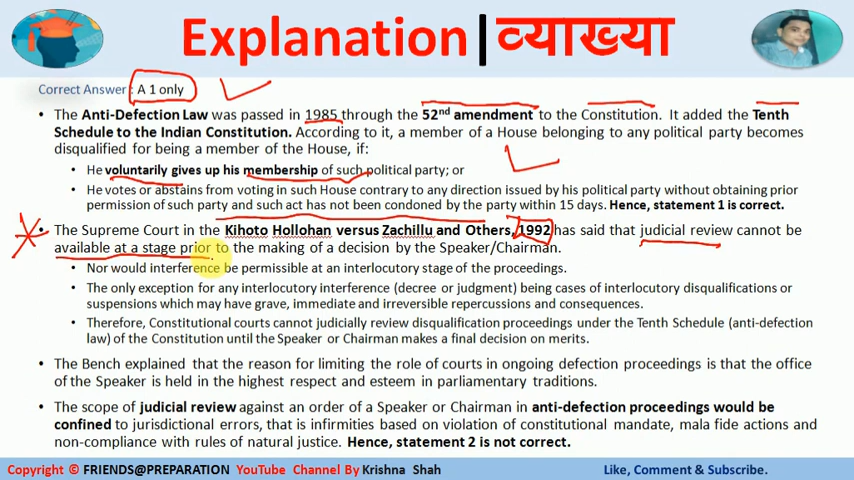 Explanation|व्याख्या
Correct Answer: A 1 only
• The Anti-Defection Law was passed in 1985 through the 52nd amendment to the Constitution. It added the Tenth
Schedule to the Indian Constitution. According to it, a member of a House belonging to any political party becomes
disqualified for being a member of the House, if:
• He voluntarily gives up his membership of such political party; or
• He votes or abstains from voting in such House contrary to any direction issued by his political party without obtaining prior
permission of such party and such act has not been condoned by the party within 15 days. Hence, statement 1 is correct.
• The Supreme Court in the Kihoto Hollohan versus Zachillu and Others, 1992 has said that judicial review cannot be
available at a stage prior to the making of a decision by the Speaker/Chairman.
• Nor would interference be permissible at an interlocutory stage of the proceedings.
• The only exception for any interlocutory interference (decree or judgment) being cases of interlocutory disqualifications or
suspensions which may have grave, immediate and irreversible repercussions and consequences.
• Therefore, Constitutional courts cannot judicially review disqualification proceedings under the Tenth Schedule (anti-defection
law) of the Constitution until the Speaker or Chairman makes a final decision on merits.
• The Bench explained that the reason for limiting the role of courts in ongoing defection proceedings is that the office
of the Speaker is held in the highest respect and esteem in parliamentary traditions.
• The scope of judicial review against an order of a Speaker or Chairman in anti-defection proceedings would be
confined to jurisdictional errors, that is infirmities based on violation of constitutional mandate, mala fide actions and
non-compliance with rules of natural justice. Hence, statement 2 is not correct.
Copyright © FRIENDS@PREPARATION YouTube Channel By Krishna Shah Like, Comment & Subscribe.